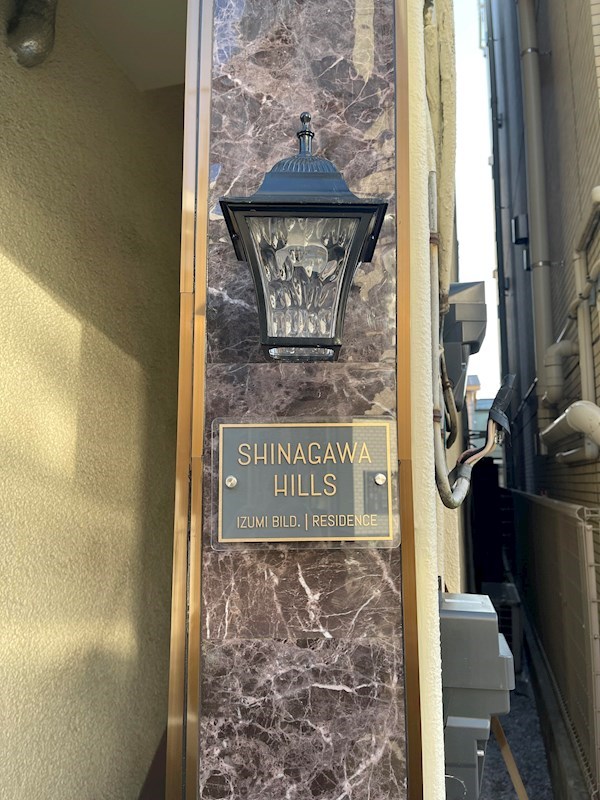 SHINAGAWA
HILLS
IZUMI BILD. | RESIDENCE